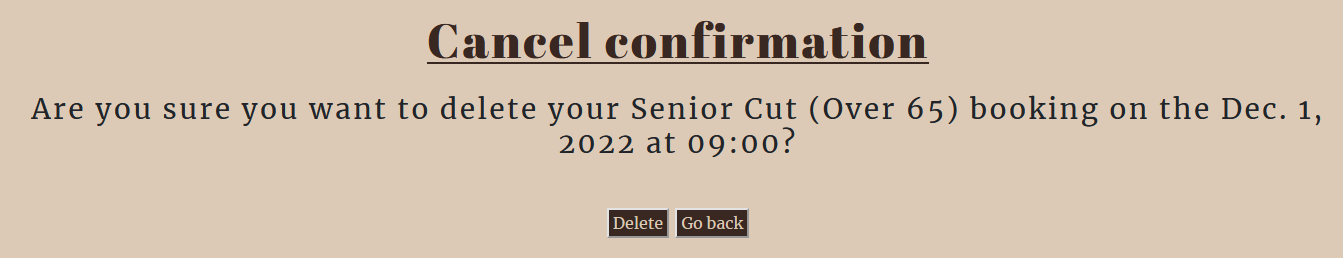 Cancel confirmation
Are you sure you want to delete your Senior Cut (Over 65) booking on the Dec. 1,
2022 at 09:00?
Delete Go back